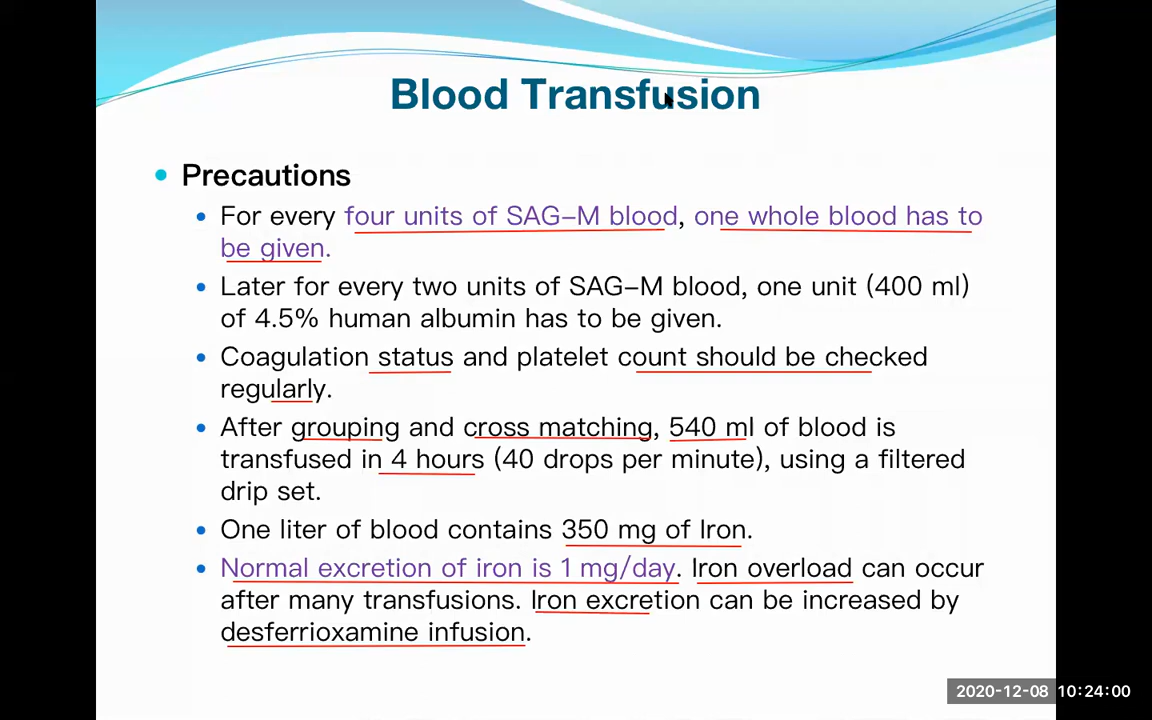 Blood Transfusion
Precautions
For every four units of SAG–M blood, one whole blood has to
be given.
Later for every two units of SAG–M blood, one unit (400 ml)
of 4.5% human albumin has to be given.
Coagulation status and platelet count should be checked
regularly.
After grouping and cross matching, 540 ml of blood is
transfused in 4 hours (40 drops per minute), using a filtered
drip set.
One liter of blood contains 350 mg of Iron.
Normal excretion of iron is 1 mg/day. Iron overload can occur
after many transfusions. Iron excretion can be increased by
desferrioxamine infusion.
2020-12-08 10:24:00